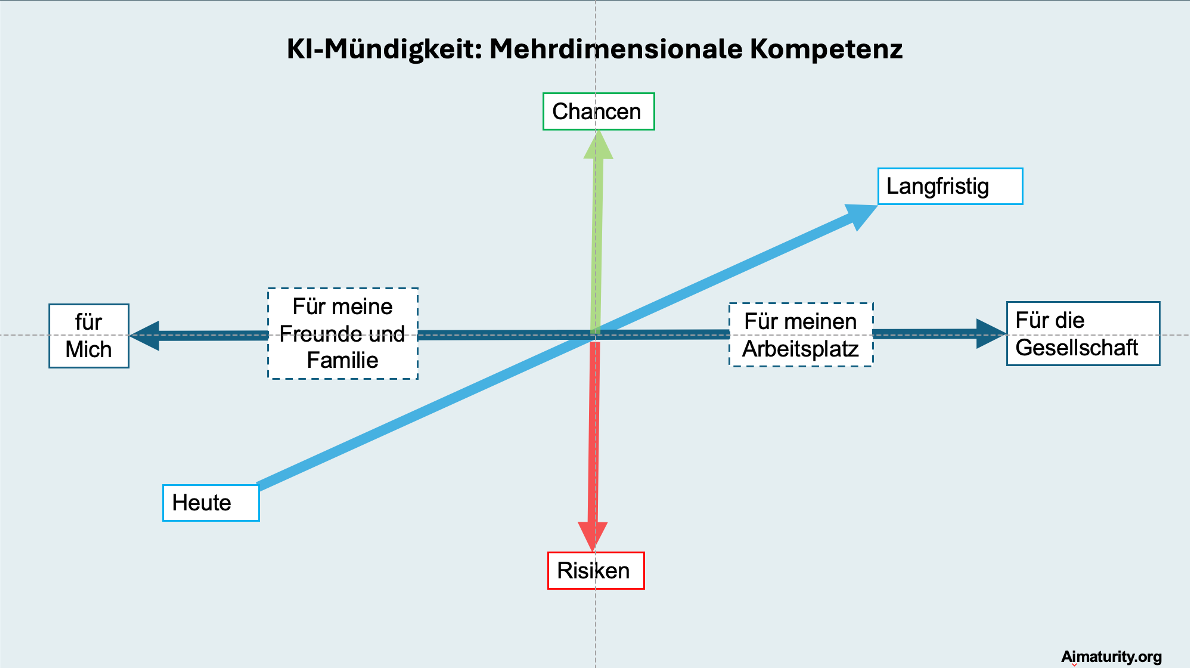 KI-Mündigkeit: Mehrdimensionale Kompetenz
Chancen
Langfristig
für
Mich
Für meine
Freunde und
Familie
Für meinen
Arbeitsplatz
Für die
Gesellschaft
Heute
Risiken
Aimaturity.org